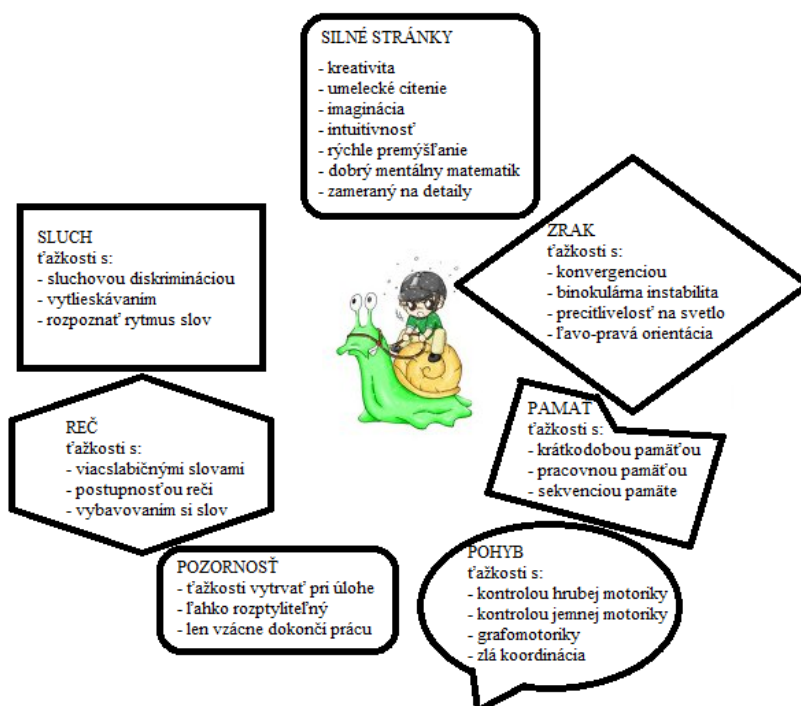 SILNÉ STRÁNKY
- kreativita
- umelecké cítenie
- imaginácia
- intuitívnosť
- rýchle premýšľanie
- dobrý mentálny matematik
- zameraný na detaily
SLUCH
ťažkosti s:
- sluchovou diskrimináciou
- vytlieskávaním
- rozpoznať rytmus slov
ZRAK
ťažkosti s:
- konvergenciou
- binokulárna instabilita
- precitlivelosť na svetlo
- ľavo-pravá orientácia
REČ
ťažkosti s:
- viacslabičnými slovami
- postupnosťou reči
- vybavovaním si slov
PAMAT
ťažkosti s:
- krátkodobou pamäťou
- pracovnou pamäťou
- sekvenciou pamäte
POZORNOSŤ
- ťažkosti vytrvať pri úlohe
- ľahko rozptyliteľný
- len vzácne dokončí prácu
POHYB
ťažkosti s:
- kontrolou hrubej motoriky
- kontrolou jemnej motoriky
- grafomotoriky
- zlá koordinácia